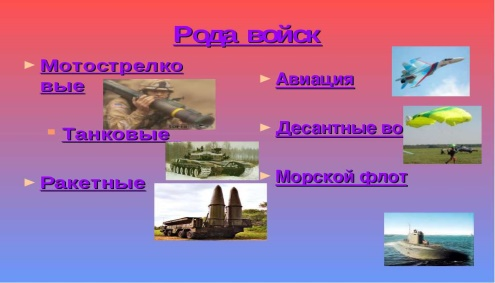 Рода войск
Мотострелко
вые
Танковые
Ракетные
Авиация
Десантные во
Морской флот